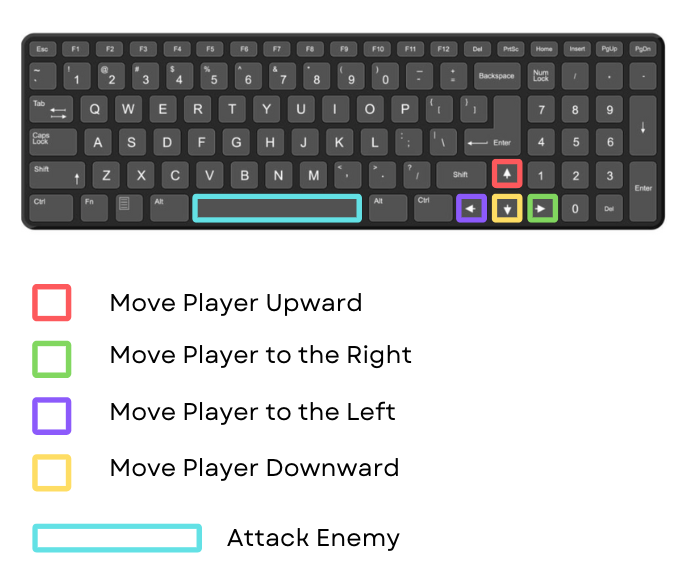 Esc F1 F2 F3 F4 F5 F6 F7 F8 F9 F10 F11 F12 Del PrtSc Home Insert PgUp PgDn
~ ! 1 @ 2 # 3 $ 4 % 5 ^ 6 & 7 * 8 ( 9 ) 0 Backspace Num Lock /
Tab Q W E R T Y U I O P { [ } ] 7 8 9
Caps Lock A S D F G H J K L : ; | \ Enter 4 5 6
Shift Z X C V B N M < , > . ? / Shift 1 2 3 Enter
Ctrl Fn Alt Alt Ctrl 0 Del
Move Player Upward
Move Player to the Right
Move Player to the Left
Move Player Downward
Attack Enemy